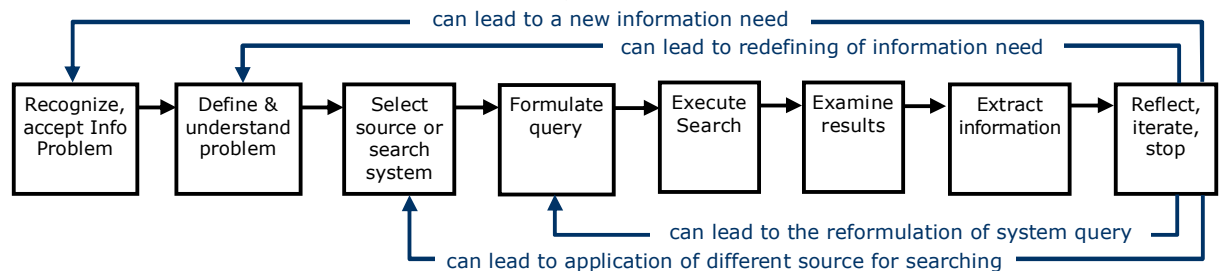 can lead to a new information need
can lead to redefining of information need
Recognize,
accept Info
Problem
Define &
understand
problem
Select
source or
search
system
Formulate
query
Execute
Search
Examine
results
Extract
information
Reflect,
iterate,
stop
can lead to the reformulation of system query
can lead to application of different source for searching